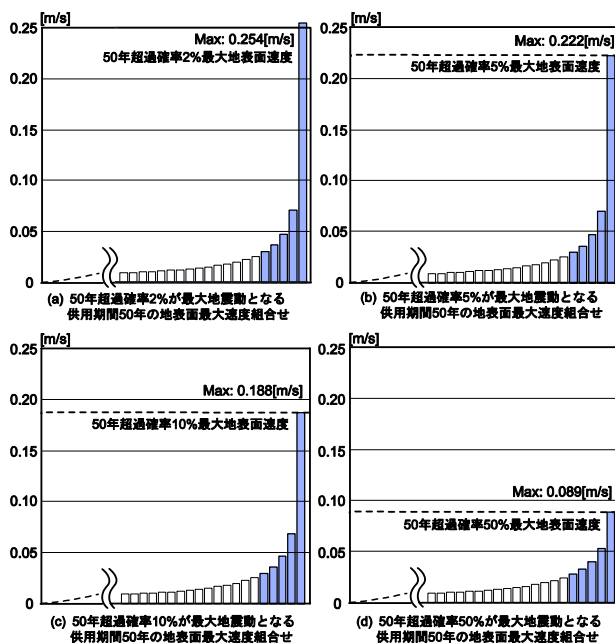 [m/s]
0.25
0.20
0.15
0.10
0.05
0
Max: 0.254[m/s]
50年超過確率2%最大地表面速度
(a) 50年超過確率2%が最大地震動となる
供用期間50年の地表面最大速度組合せ
[m/s]
0.25
0.20
0.15
0.10
0.05
0
Max: 0.222[m/s]
50年超過確率5%最大地表面速度
(b) 50年超過確率5%が最大地震動となる
供用期間50年の地表面最大速度組合せ
[m/s]
0.25
0.20
0.15
0.10
0.05
0
Max: 0.188[m/s]
50年超過確率10%最大地表面速度
(c) 50年超過確率10%が最大地震動となる
供用期間50年の地表面最大速度組合せ
[m/s]
0.25
0.20
0.15
0.10
0.05
0
Max: 0.089[m/s]
50年超過確率50%最大地表面速度
(d) 50年超過確率50%が最大地震動となる
供用期間50年の地表面最大速度組合せ